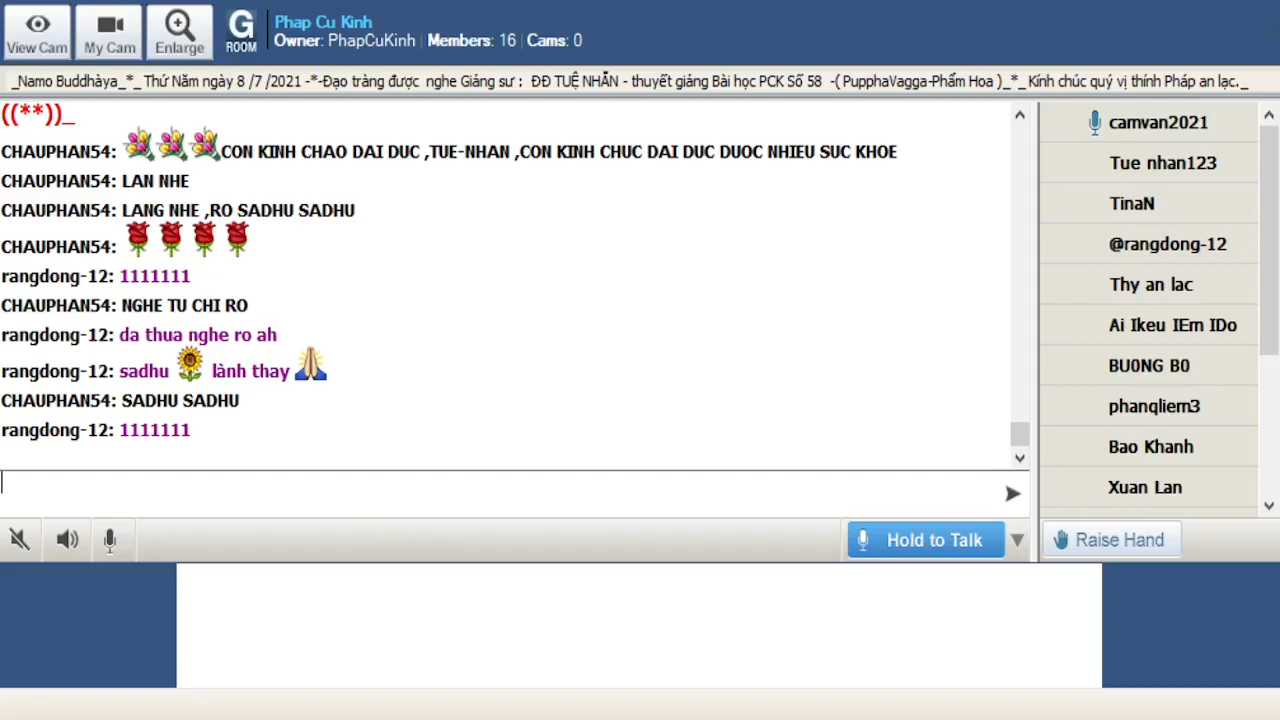 View Cam
My Cam
Enlarge
G
ROOM
Phap Cu Kinh
Owner: PhapCuKinh Members: 16 Cams: 0
_Namo Buddhàya_*_ Thứ Năm ngày 8 /7 /2021 -*-Đạo tràng được nghe Giảng sư : ĐĐ TUỆ NHẪN - thuyết giảng Bài học PCK Số 58 -( PupphaVagga-Phẩm Hoa )_*_ Kính chúc quý vị thính Pháp an lạc._
((**))_
CHAUPHAN54: CON KINH CHAO DAI DUC ,TUE-NHAN ,CON KINH CHUC DAI DUC DUOC NHIEU SUC KHOE
CHAUPHAN54: LAN NHE
CHAUPHAN54: LANG NHE ,RO SADHU SADHU
CHAUPHAN54:
rangdong-12: 1111111
CHAUPHAN54: NGHE TU CHI RO
rangdong-12: da thua nghe ro ah
rangdong-12: sadhu lành thay
CHAUPHAN54: SADHU SADHU
rangdong-12: 1111111
camvan2021
Tue nhan123
TinaN
@rangdong-12
Thy an lac
Ai Ikeu IEm IDo
BU0NG B0
phanqliem3
Bao Khanh
Xuan Lan
Hold to Talk
Raise Hand